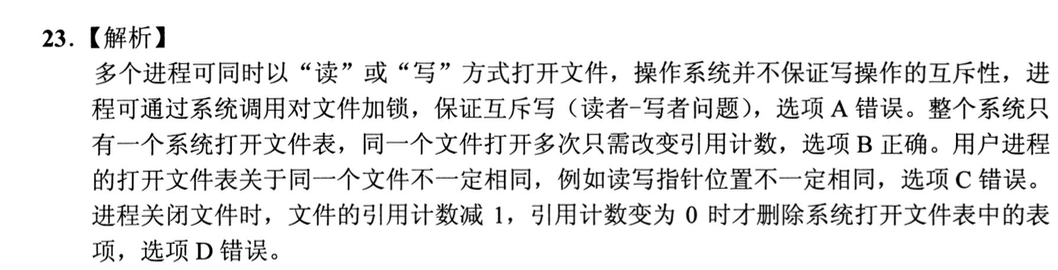 23.【解析】
多个进程可同时以“读”或“写”方式打开文件，操作系统并不保证写操作的互斥性，进
程可通过系统调用对文件加锁，保证互斥写（读者-写者问题），选项 A 错误。整个系统只
有一个系统打开文件表，同一个文件打开多次只需改变引用计数，选项 B 正确。用户进程
的打开文件表关于同一个文件不一定相同，例如读写指针位置不一定相同，选项 C 错误。
进程关闭文件时，文件的引用计数减 1，引用计数变为 0 时才删除系统打开文件表中的表
项，选项 D 错误。